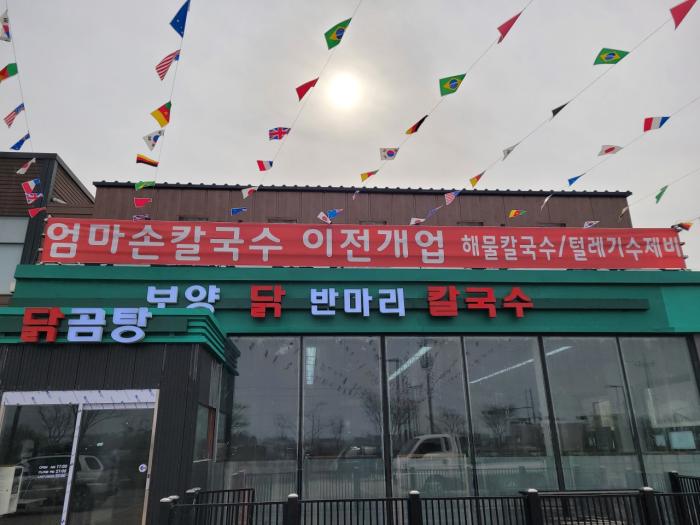 엄마손칼국수 이전개업 해물칼국수/털레기수제비
보양 닭 반마리 칼국수
닭곰탕